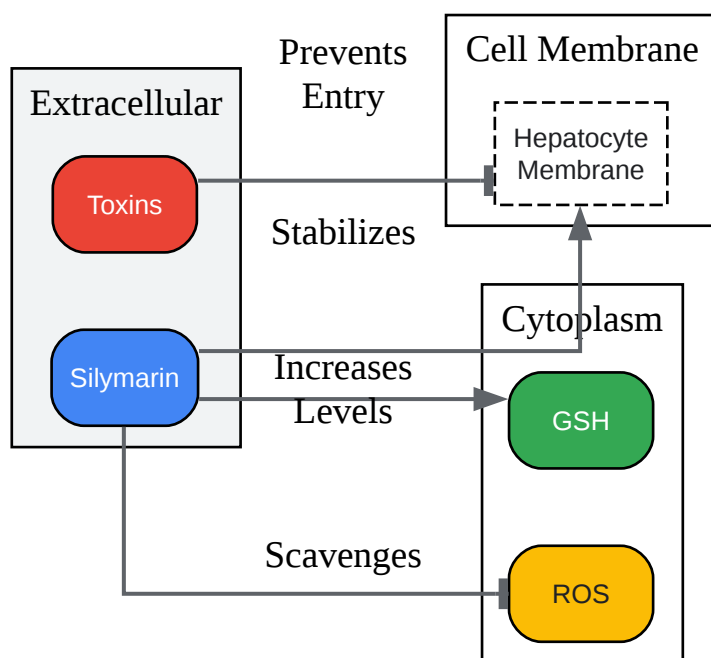 Prevents
Entry
Cell Membrane
Extracellular
Hepatocyte
Membrane
Toxins
Stabilizes
Cytoplasm
Silymarin
Increases
Levels
GSH
Scavenges
ROS